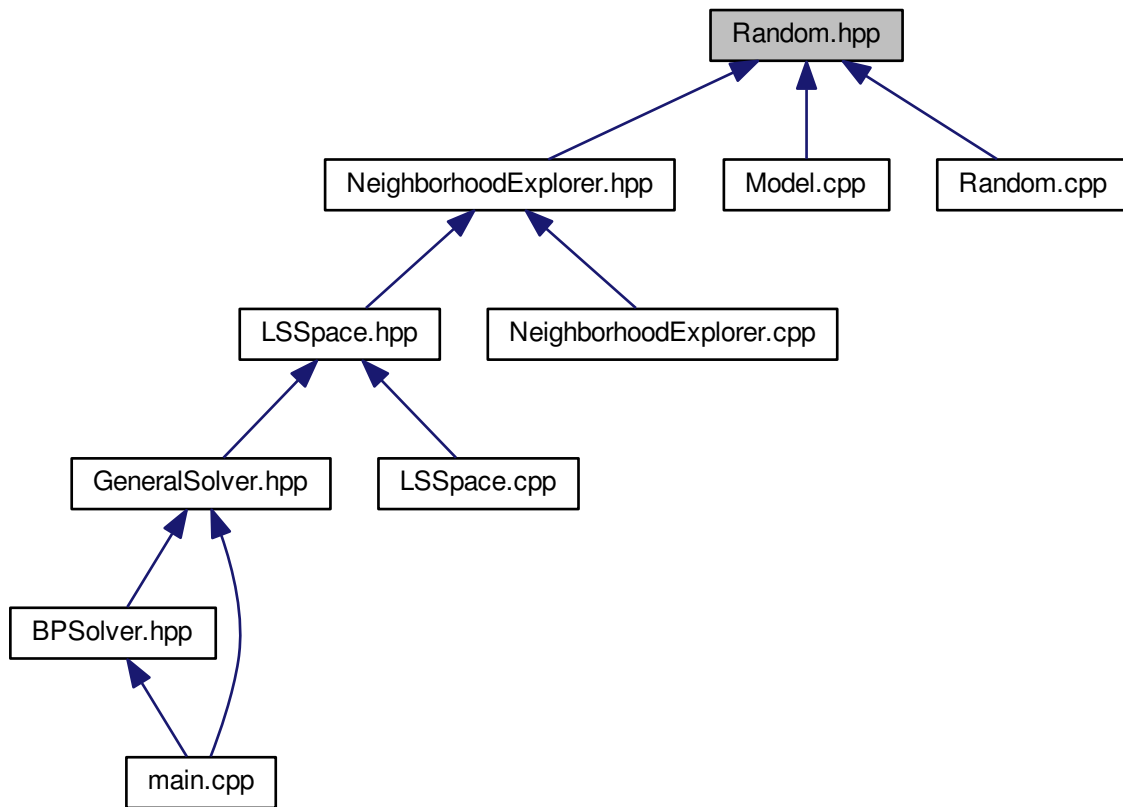 Random.hpp
NeighborhoodExplorer.hpp
Model.cpp
Random.cpp
LSSpace.hpp
NeighborhoodExplorer.cpp
GeneralSolver.hpp
LSSpace.cpp
BPSolver.hpp
main.cpp